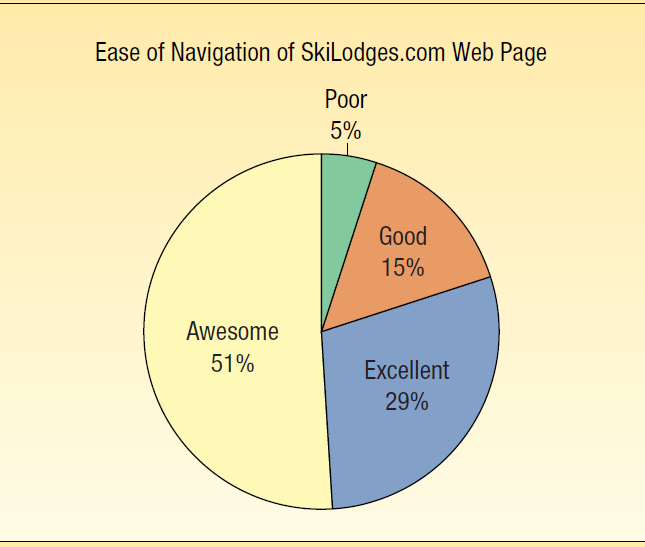 Ease of Navigation of SkiLodges.com Web Page
Poor
5%
Good
15%
Awesome
51%
Excellent
29%